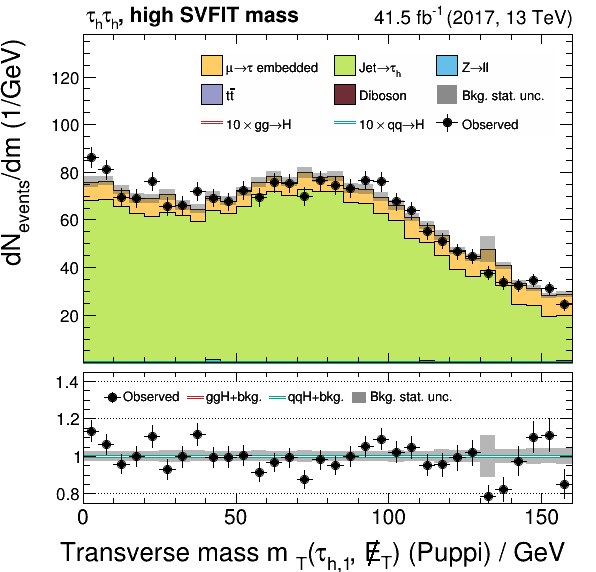 τhτh, high SVFIT mass 41.5 fb⁻¹ (2017, 13 TeV)
dNevents/dm (1/GeV)
μ→τ embedded Jet→τh Z→ll
tt̄ Diboson Bkg. stat. unc.
10 × gg→H 10 × qq→H Observed
120
100
80
60
40
20
Observed ggH+bkg. qqH+bkg. Bkg. stat. unc.
1.4
1.2
1
0.8
0 50 100 150
Transverse mass m T(τh,1, E̸T) (Puppi) / GeV